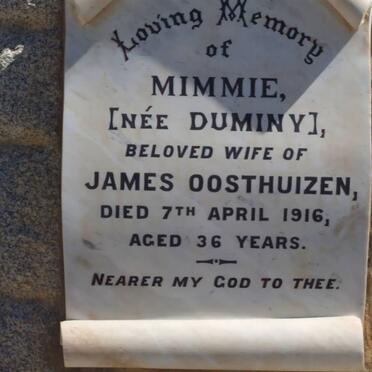 Loving Memory
of
MIMMIE,
[NÉE DUMINY],
BELOVED WIFE OF
JAMES OOSTHUIZEN,
DIED 7TH APRIL 1916,
AGED 36 YEARS.
NEARER MY GOD TO THEE.